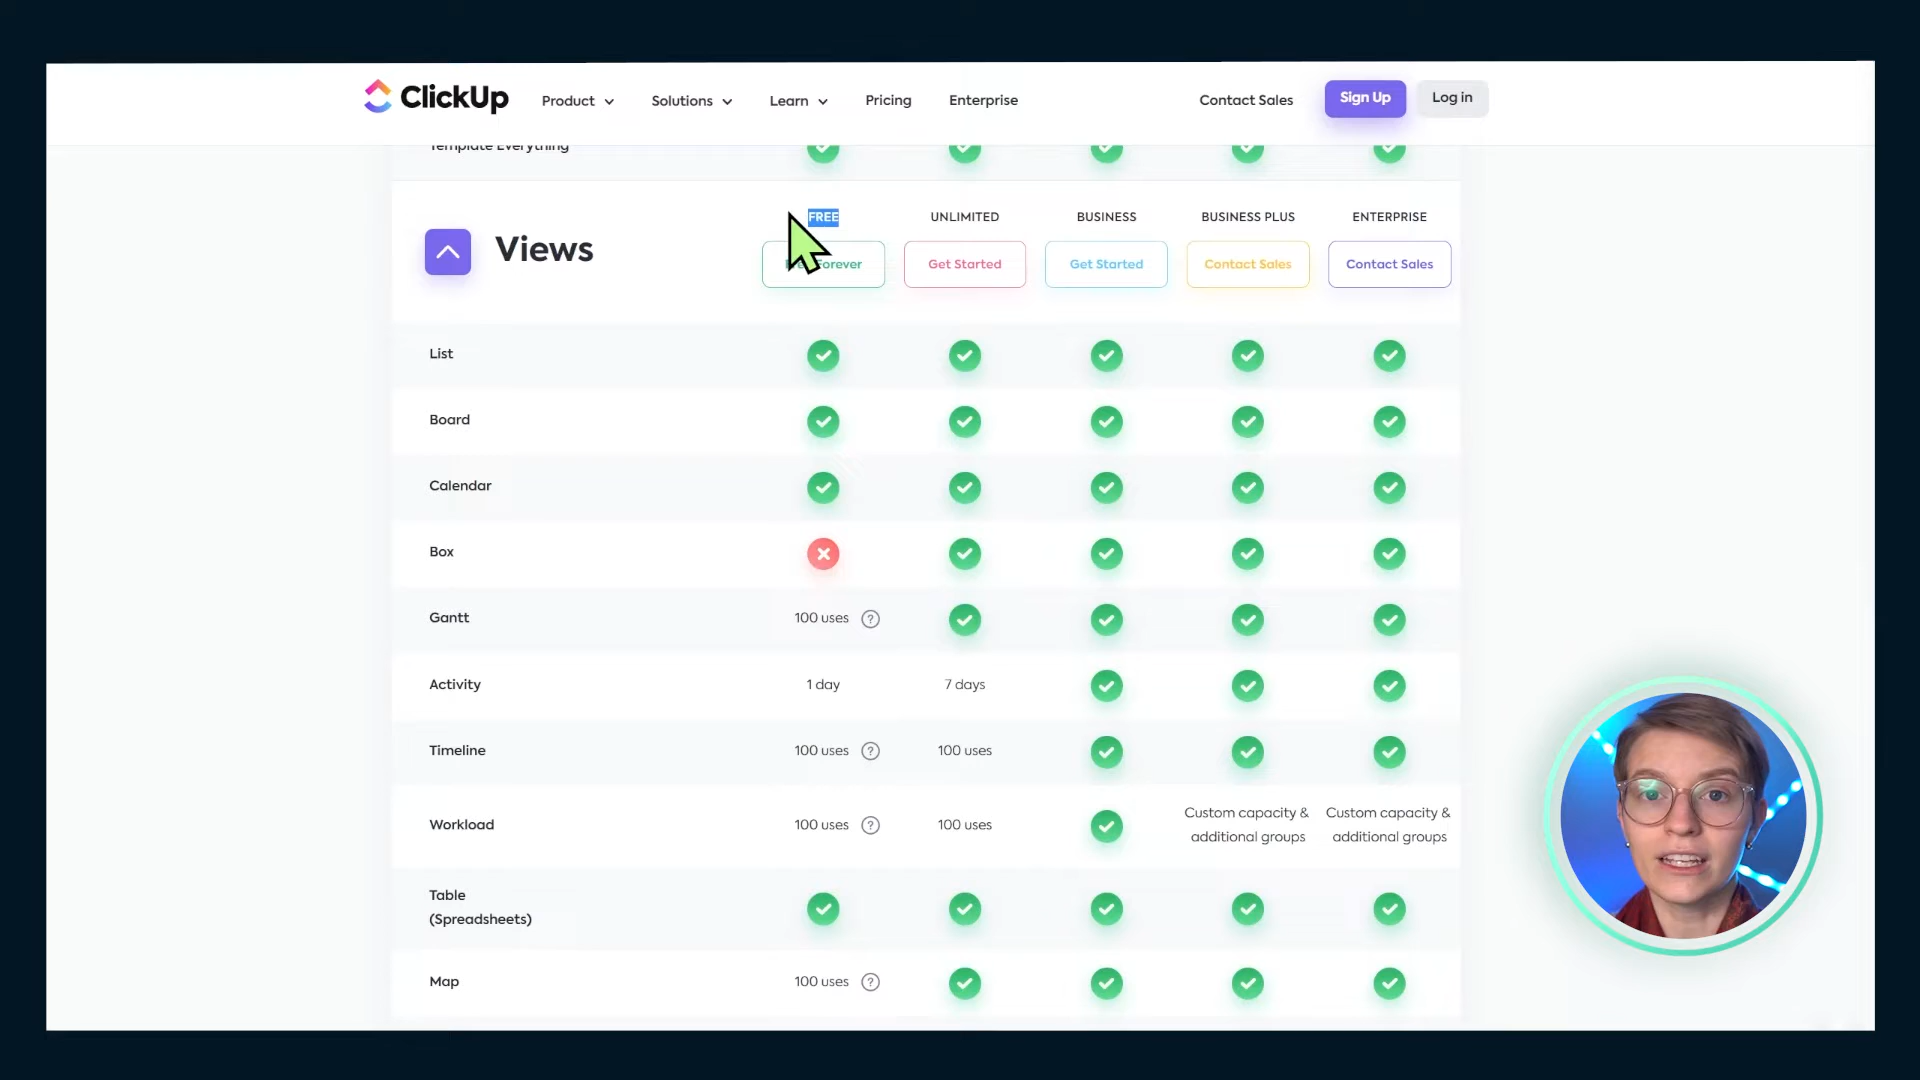 ClickUp Product Solutions Learn Pricing Enterprise Contact Sales Sign Up Log in
Template Everything
FREE UNLIMITED BUSINESS BUSINESS PLUS ENTERPRISE
Views
Forever Get Started Get Started Contact Sales Contact Sales
List
Board
Calendar
Box
Gantt 100 uses ?
Activity 1 day 7 days
Timeline 100 uses ? 100 uses
Workload 100 uses ? 100 uses Custom capacity & additional groups Custom capacity & additional groups
Table
(Spreadsheets)
Map 100 uses ?